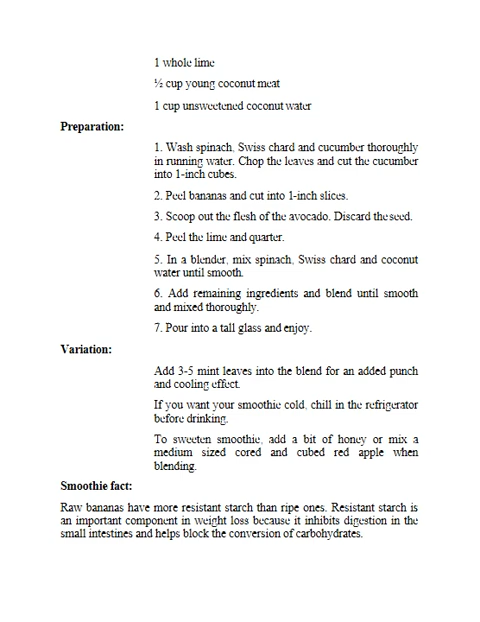 1 whole lime
½ cup young coconut meat
1 cup unsweetened coconut water
Preparation:
1. Wash spinach, Swiss chard and cucumber thoroughly
in running water. Chop the leaves and cut the cucumber
into 1-inch cubes.
2. Peel bananas and cut into 1-inch slices.
3. Scoop out the flesh of the avocado. Discard the seed.
4. Peel the lime and quarter.
5. In a blender, mix spinach, Swiss chard and coconut
water until smooth.
6. Add remaining ingredients and blend until smooth
and mixed thoroughly.
7. Pour into a tall glass and enjoy.
Variation:
Add 3-5 mint leaves into the blend for an added punch
and cooling effect.
If you want your smoothie cold, chill in the refrigerator
before drinking.
To sweeten smoothie, add a bit of honey or mix a
medium sized cored and cubed red apple when
blending.
Smoothie fact:
Raw bananas have more resistant starch than ripe ones. Resistant starch is
an important component in weight loss because it inhibits digestion in the
small intestines and helps block the conversion of carbohydrates.